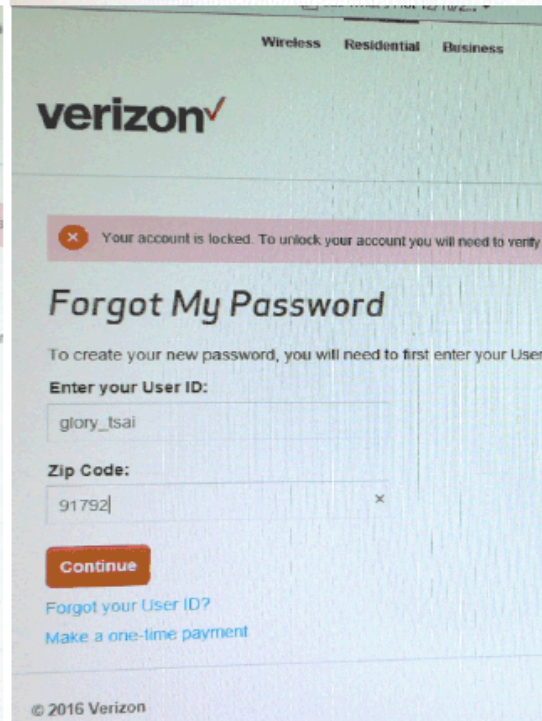 Wireless Residential Business
verizon
Your account is locked. To unlock your account you will need to verify
Forgot My Password
To create your new password, you will need to first enter your User
Enter your User ID:
glory_tsai
Zip Code:
91792
Continue
Forgot your User ID?
Make a one-time payment
© 2016 Verizon